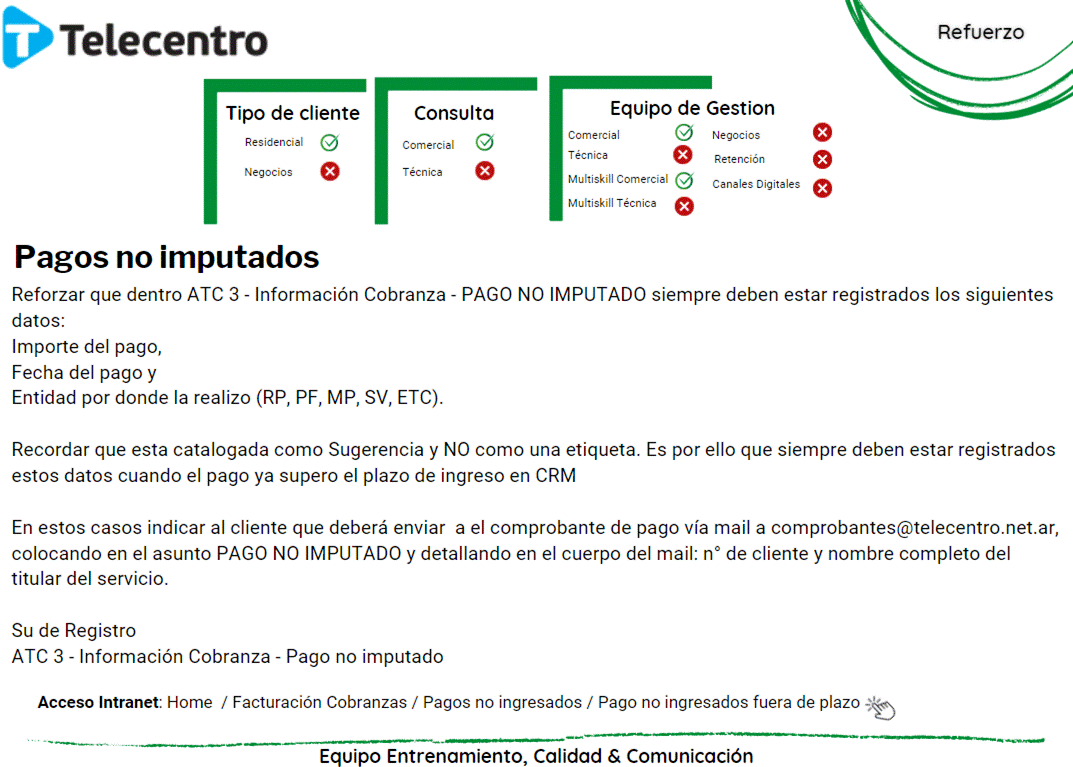 Telecentro
Refuerzo
Tipo de cliente
Residencial
Negocios
Consulta
Comercial
Técnica
Equipo de Gestion
Comercial
Técnica
Multiskill Comercial
Multiskill Técnica
Negocios
Retención
Canales Digitales
Pagos no imputados
Reforzar que dentro ATC 3 - Información Cobranza - PAGO NO IMPUTADO siempre deben estar registrados los siguientes
datos:
Importe del pago,
Fecha del pago y
Entidad por donde la realizo (RP, PF, MP, SV, ETC).
Recordar que esta catalogada como Sugerencia y NO como una etiqueta. Es por ello que siempre deben estar registrados
estos datos cuando el pago ya supero el plazo de ingreso en CRM
En estos casos indicar al cliente que deberá enviar  a el comprobante de pago vía mail a comprobantes@telecentro.net.ar,
colocando en el asunto PAGO NO IMPUTADO y detallando en el cuerpo del mail: n° de cliente y nombre completo del
titular del servicio.
Su de Registro
ATC 3 - Información Cobranza - Pago no imputado
Acceso Intranet: Home  / Facturación Cobranzas / Pagos no ingresados / Pago no ingresados fuera de plazo
Equipo Entrenamiento, Calidad & Comunicación